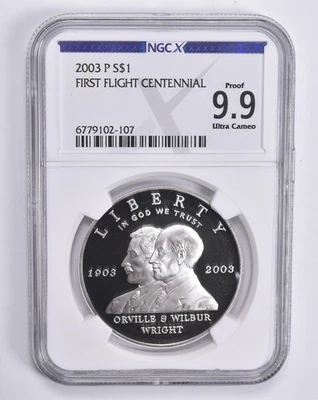 NGCX
2003 P S$1
FIRST FLIGHT CENTENNIAL
6779102-107
Proof
9.9
Ultra Cameo
LIBERTY
IN GOD WE TRUST
1903 2003
ORVILLE & WILBUR
WRIGHT